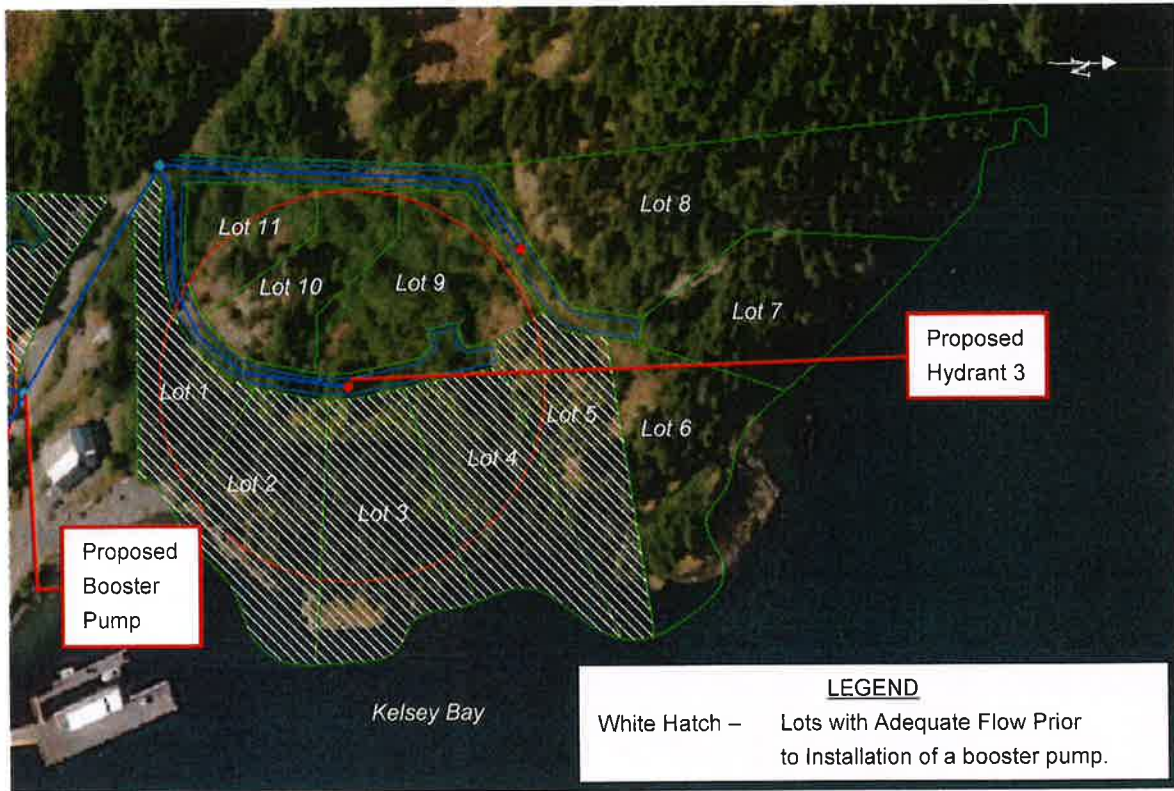 N
Lot 8
Lot 11
Lot 10
Lot 9
Lot 7
Proposed
Hydrant 3
Lot 1
Lot 5
Lot 6
Lot 4
Lot 2
Lot 3
Proposed
Booster
Pump
Kelsey Bay
LEGEND
White Hatch – Lots with Adequate Flow Prior
to Installation of a booster pump.